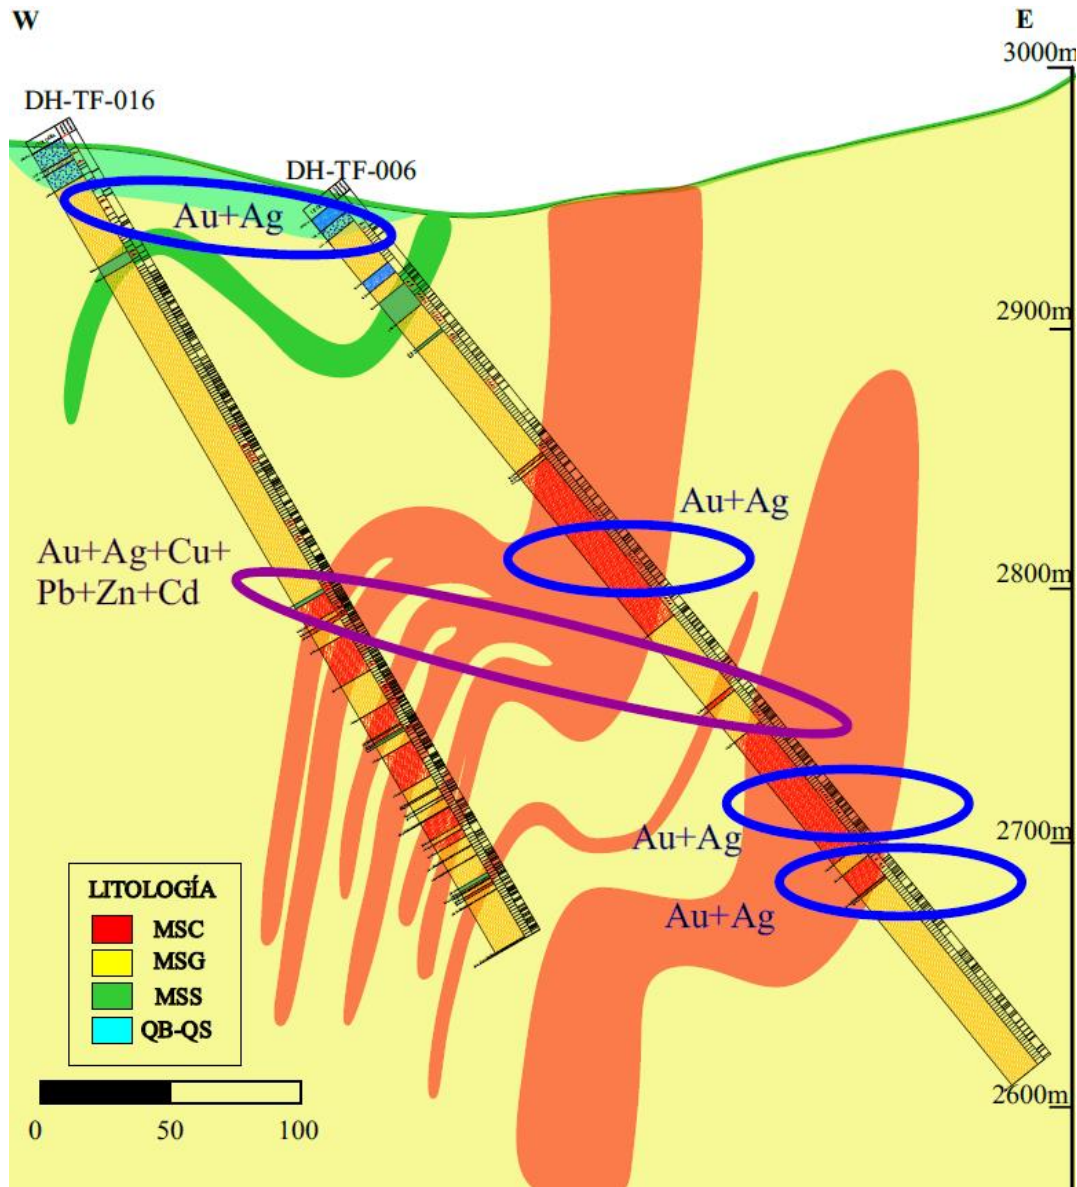 W
E
3000m
DH-TF-016
DH-TF-006
Au+Ag
2900m
Au+Ag
Au+Ag+Cu+
Pb+Zn+Cd
2800m
Au+Ag
2700m
Au+Ag
LITOLOGÍA
MSC
MSG
MSS
QB-QS
2600m
0
50
100